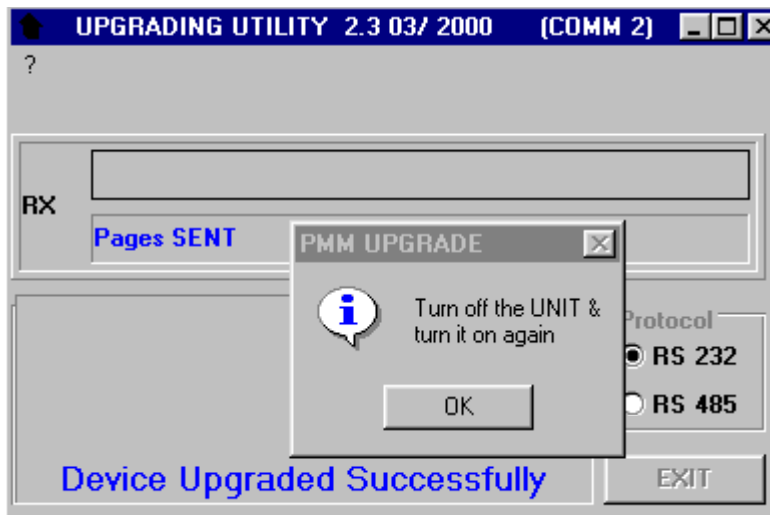 UPGRADING UTILITY 2.3 03/ 2000 (COMM 2)
?
RX
Pages SENT
PMM UPGRADE
Turn off the UNIT &
turn it on again
OK
Protocol
RS 232
RS 485
Device Upgraded Successfully
EXIT